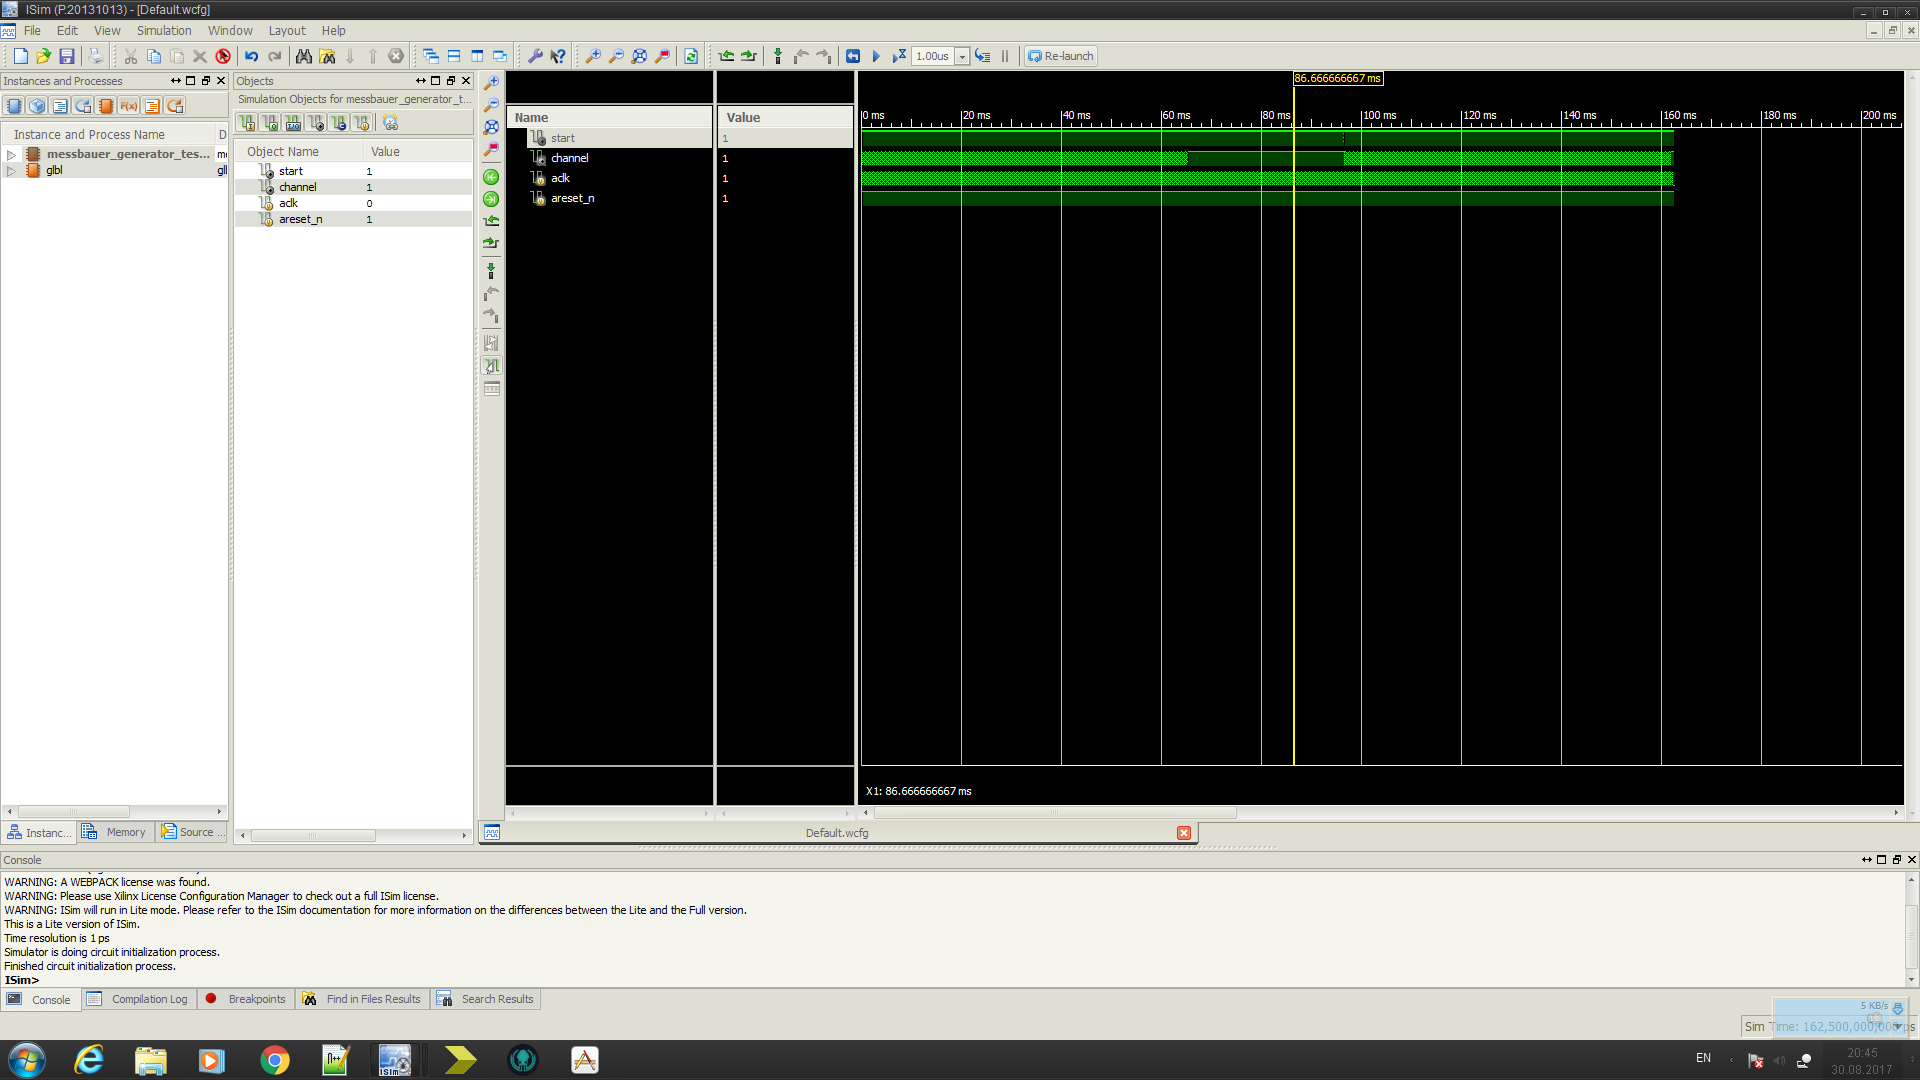 ISim (P.20131013) - [Default.wcfg]
File Edit View Simulation Window Layout Help
1.00us
Re-launch
Instances and Processes
Objects
Simulation Objects for messbauer_generator_t...
F(x)
Instance and Process Name
D
messbauer_generator_tes...
glbl
Object Name Value
start 1
channel 1
aclk 0
areset_n 1
Name Value
start 1
channel 1
aclk 1
areset_n 1
86.666666667 ms
0 ms 20 ms 40 ms 60 ms 80 ms 100 ms 120 ms 140 ms 160 ms 180 ms 200 ms
X1: 86.666666667 ms
Instanc... Memory Source ...
Default.wcfg
Console
WARNING: A WEBPACK license was found.
WARNING: Please use Xilinx License Configuration Manager to check out a full ISim license.
WARNING: ISim will run in Lite mode. Please refer to the ISim documentation for more information on the differences between the Lite and the Full version.
This is a Lite version of ISim.
Time resolution is 1 ps
Simulator is doing circuit initialization process.
Finished circuit initialization process.
ISim>
Console Compilation Log Breakpoints Find in Files Results Search Results
5 KB/s
Sim Time: 162,500,000,000 ps
ISim
EN
20:45
30.08.2017